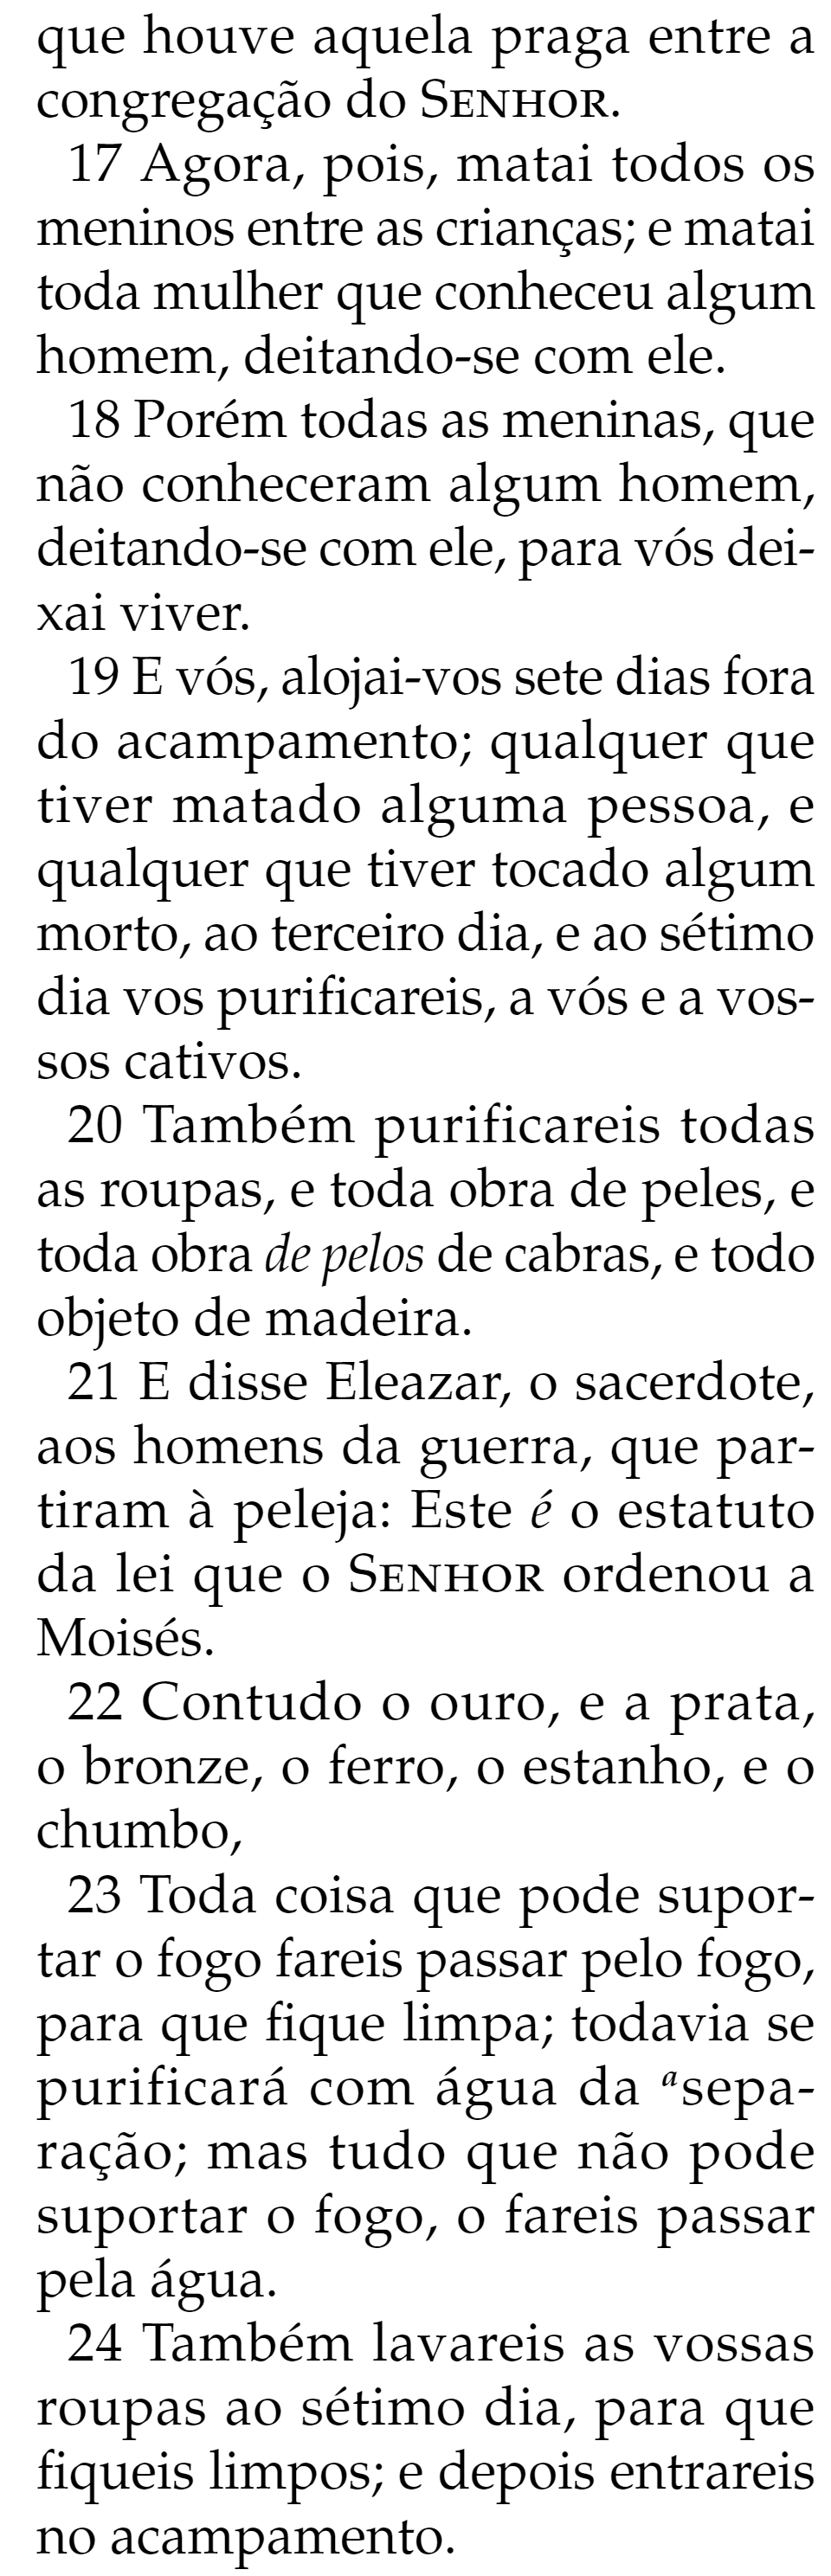 que houve aquela praga entre a
congregação do SENHOR.
17 Agora, pois, matai todos os
meninos entre as crianças; e matai
toda mulher que conheceu algum
homem, deitando-se com ele.
18 Porém todas as meninas, que
não conheceram algum homem,
deitando-se com ele, para vós dei-
xai viver.
19 E vós, alojai-vos sete dias fora
do acampamento; qualquer que
tiver matado alguma pessoa, e
qualquer que tiver tocado algum
morto, ao terceiro dia, e ao sétimo
dia vos purificareis, a vós e a vos-
sos cativos.
20 Também purificareis todas
as roupas, e toda obra de peles, e
toda obra de pelos de cabras, e todo
objeto de madeira.
21 E disse Eleazar, o sacerdote,
aos homens da guerra, que par-
tiram à peleja: Este é o estatuto
da lei que o SENHOR ordenou a
Moisés.
22 Contudo o ouro, e a prata,
o bronze, o ferro, o estanho, e o
chumbo,
23 Toda coisa que pode supor-
tar o fogo fareis passar pelo fogo,
para que fique limpa; todavia se
purificará com água da ᵃsepa-
ração; mas tudo que não pode
suportar o fogo, o fareis passar
pela água.
24 Também lavareis as vossas
roupas ao sétimo dia, para que
fiqueis limpos; e depois entrareis
no acampamento.